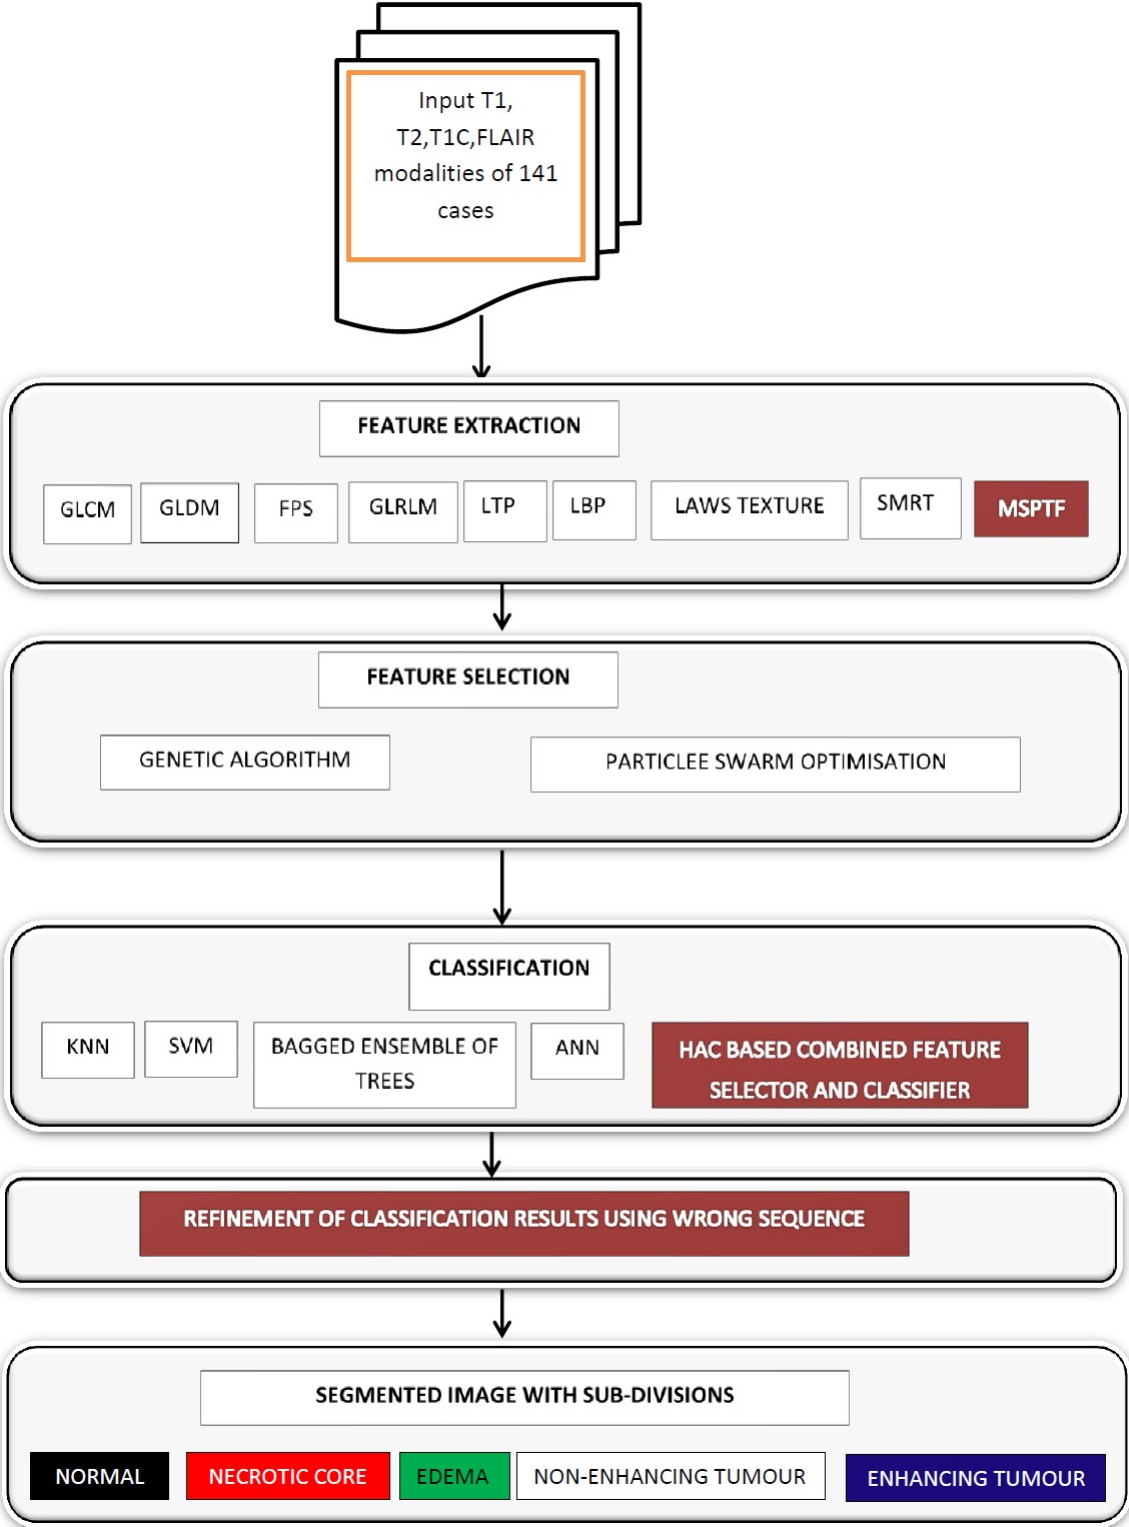 Input T1,
T2,T1C,FLAIR
modalities of 141
cases
FEATURE EXTRACTION
GLCM GLDM FPS GLRLM LTP LBP LAWS TEXTURE SMRT MSPTF
FEATURE SELECTION
GENETIC ALGORITHM PARTICLEE SWARM OPTIMISATION
CLASSIFICATION
KNN SVM BAGGED ENSEMBLE OF
TREES ANN HAC BASED COMBINED FEATURE
SELECTOR AND CLASSIFIER
REFINEMENT OF CLASSIFICATION RESULTS USING WRONG SEQUENCE
SEGMENTED IMAGE WITH SUB-DIVISIONS
NORMAL NECROTIC CORE EDEMA NON-ENHANCING TUMOUR ENHANCING TUMOUR